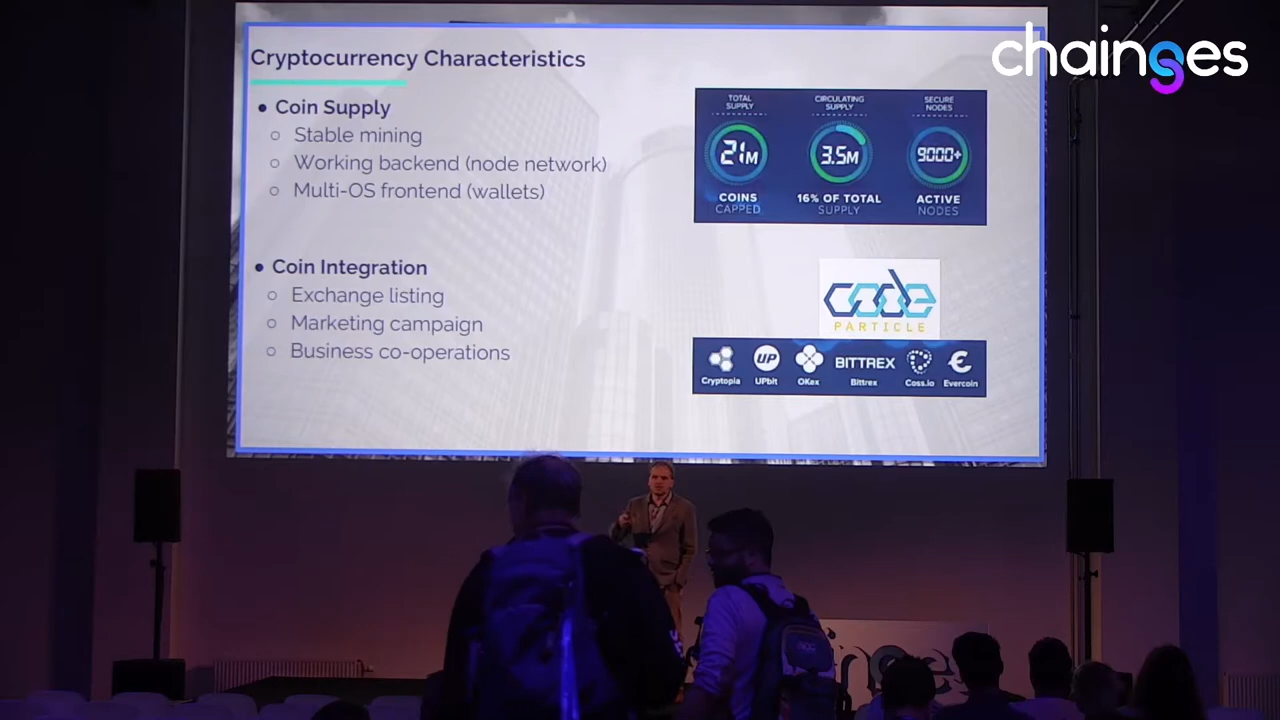 chainges
Cryptocurrency Characteristics
● Coin Supply
○ Stable mining
○ Working backend (node network)
○ Multi-OS frontend (wallets)
● Coin Integration
○ Exchange listing
○ Marketing campaign
○ Business co-operations
TOTAL SUPPLY
21M
COINS CAPPED
CIRCULATING SUPPLY
3.5M
16% OF TOTAL SUPPLY
SECURE NODES
9000+
ACTIVE NODES
code
PARTICLE
Cryptopia
UP
UPbit
OKex
BITTREX
Bittrex
Coss.io
Evercoin